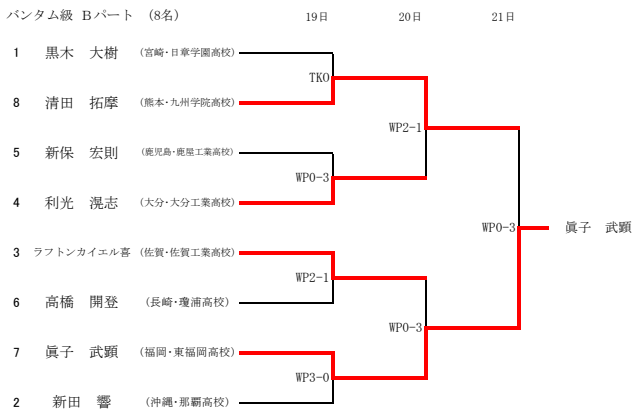 バンタム級 Bパート (8名) 19日 20日 21日
1 黒木 大樹 (宮崎・日章学園高校)
TKO
8 清田 拓摩 (熊本・九州学院高校)
WP2-1
5 新保 宏則 (鹿児島・鹿屋工業高校)
WP0-3
4 利光 滉志 (大分・大分工業高校)
WP0-3 眞子 武顕
3 ラフトンカイエル喜 (佐賀・佐賀工業高校)
WP2-1
6 高橋 開登 (長崎・瓊浦高校)
WP0-3
7 眞子 武顕 (福岡・東福岡高校)
WP3-0
2 新田 響 (沖縄・那覇高校)